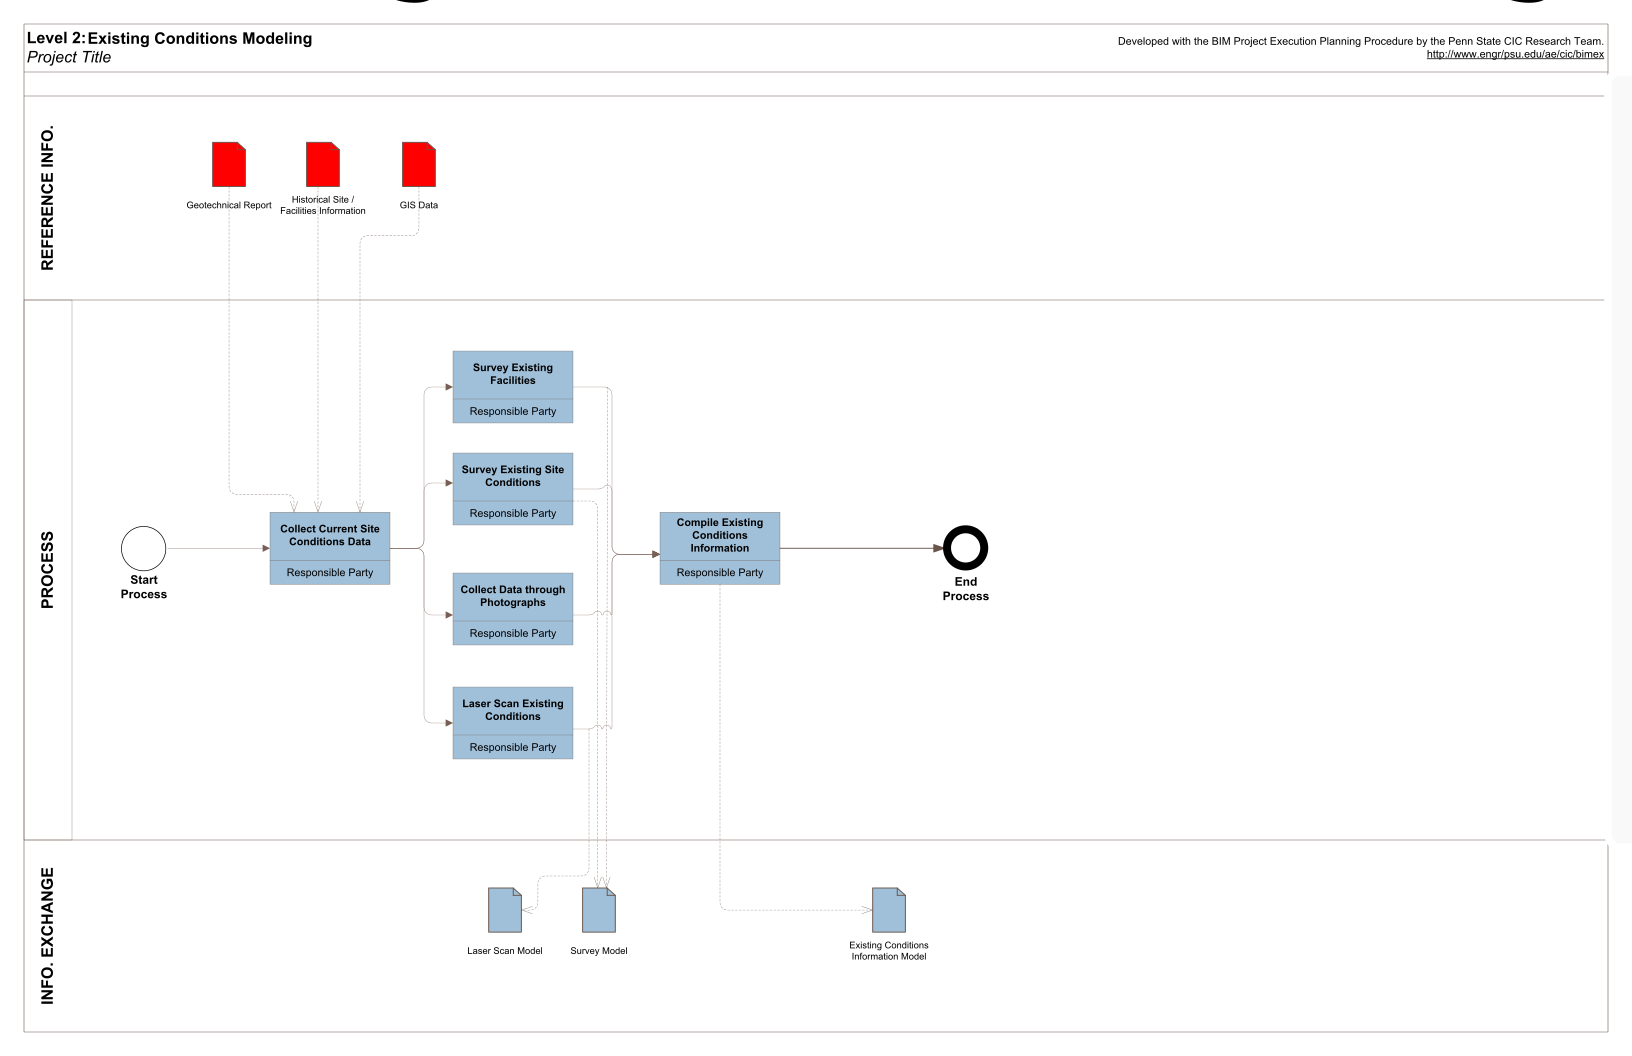 Level 2: Existing Conditions Modeling
Project Title
Developed with the BIM Project Execution Planning Procedure by the Penn State CIC Research Team.
http://www.engr/psu.edu/ae/cic/bimex
REFERENCE INFO.
Geotechnical Report
Historical Site /
Facilities Information
GIS Data
PROCESS
Start
Process
Collect Current Site
Conditions Data
Responsible Party
Survey Existing
Facilities
Responsible Party
Survey Existing Site
Conditions
Responsible Party
Collect Data through
Photographs
Responsible Party
Laser Scan Existing
Conditions
Responsible Party
Compile Existing
Conditions
Information
Responsible Party
End
Process
INFO. EXCHANGE
Laser Scan Model
Survey Model
Existing Conditions
Information Model